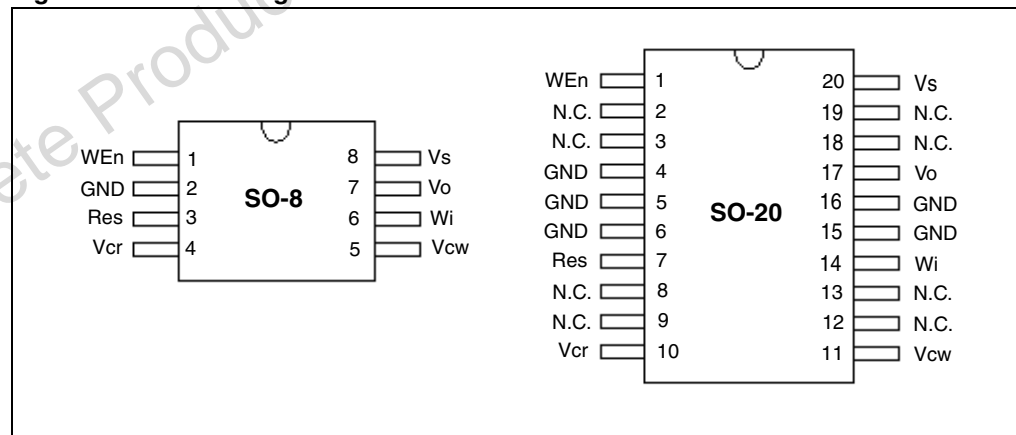 WEn 1 8 Vs
GND 2 7 Vo
Res 3 6 Wi
Vcr 4 5 Vcw
SO-8
WEn 1 20 Vs
N.C. 2 19 N.C.
N.C. 3 18 N.C.
GND 4 17 Vo
GND 5 16 GND
GND 6 15 GND
Res 7 14 Wi
N.C. 8 13 N.C.
N.C. 9 12 N.C.
Vcr 10 11 Vcw
SO-20